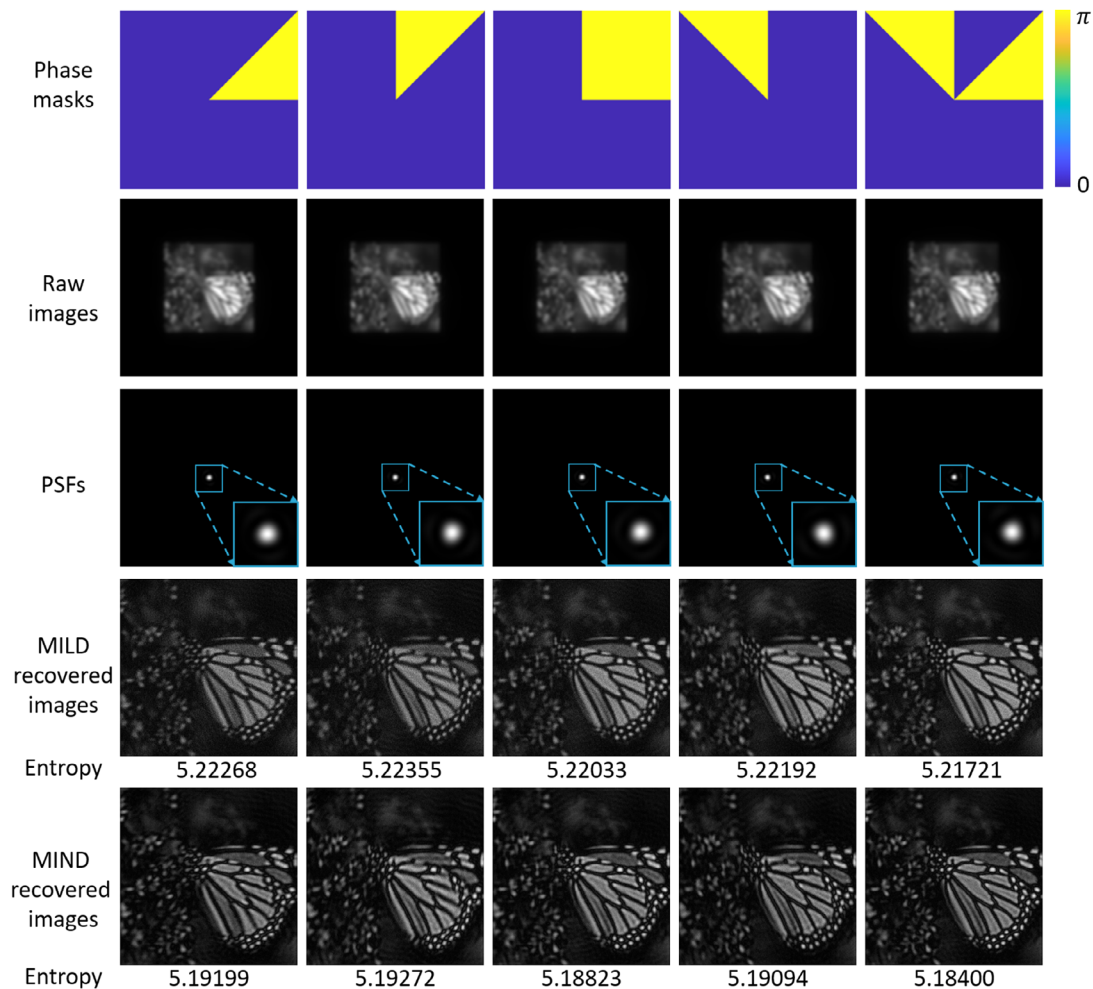 π
Phase
masks
0
Raw
images
PSFs
MILD
recovered
images
Entropy 5.22268 5.22355 5.22033 5.22192 5.21721
MIND
recovered
images
Entropy 5.19199 5.19272 5.18823 5.19094 5.18400